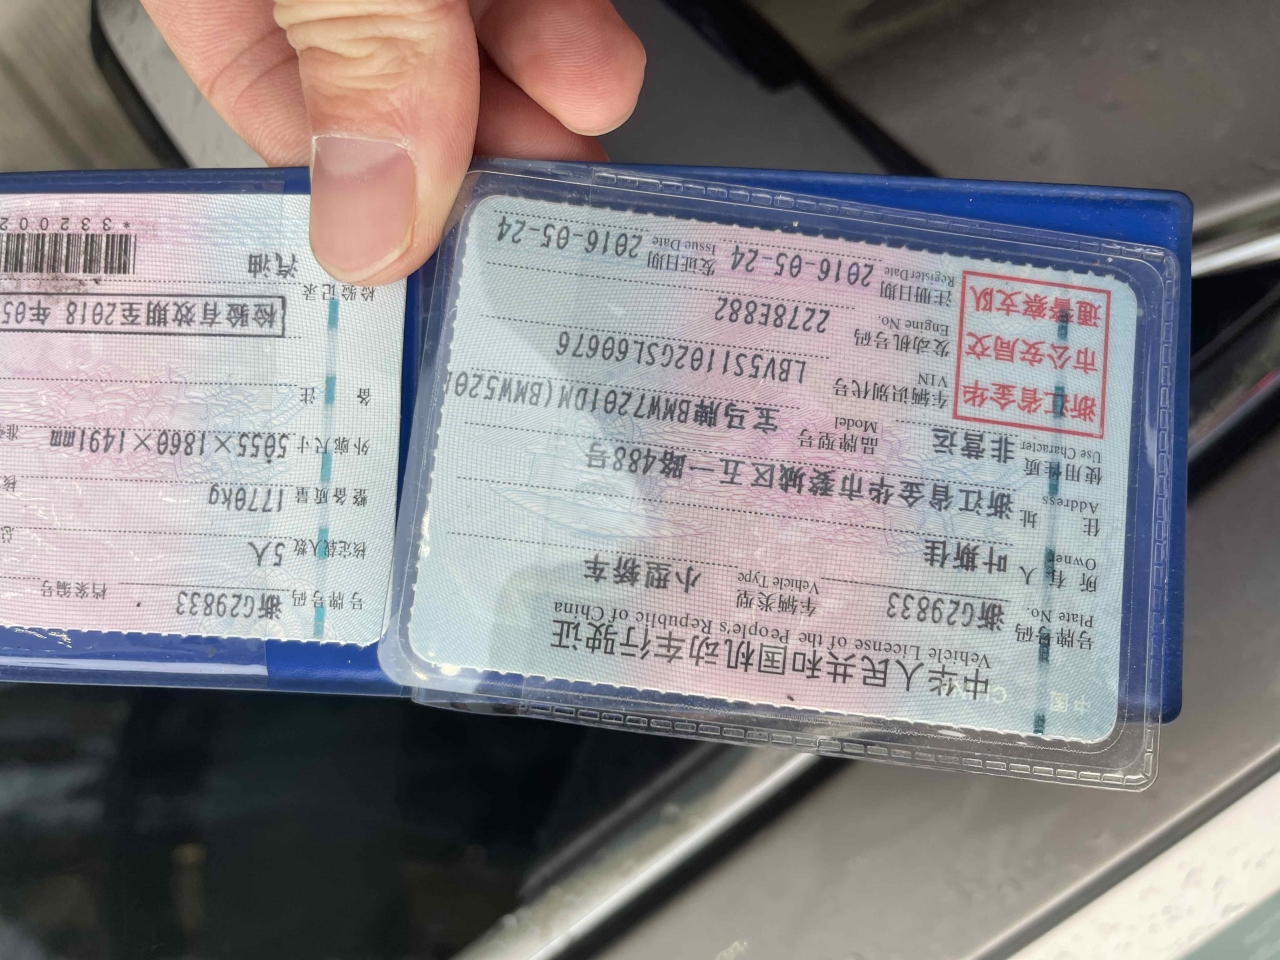 中华人民共和国机动车行驶证
Vehicle License of the People's Republic of China
号牌号码 浙G29833 车辆类型 小型轿车
Plate No. Vehicle Type
所有人 叶斯佳
Owner
住址 浙江省金华市婺城区五一路488号
Address
使用性质 非营运 品牌型号 宝马牌BMW7201DM(BMW520
Use Character Model
浙江省金华
市公安局交
通警察支队
车辆识别代号 LBV5S1102GSL60676
VIN
发动机号码 2278E882
Engine No.
注册日期 2016-05-24 发证日期 2016-05-24
Register Date Issue Date
中国
号牌号码 浙G29833 档案编号
核定载人数 5人 总
整备质量 1770kg 核
外廓尺寸 5055×1860×1491mm 准
备注
检验有效期至2018年05
检验记录
汽油
*332002